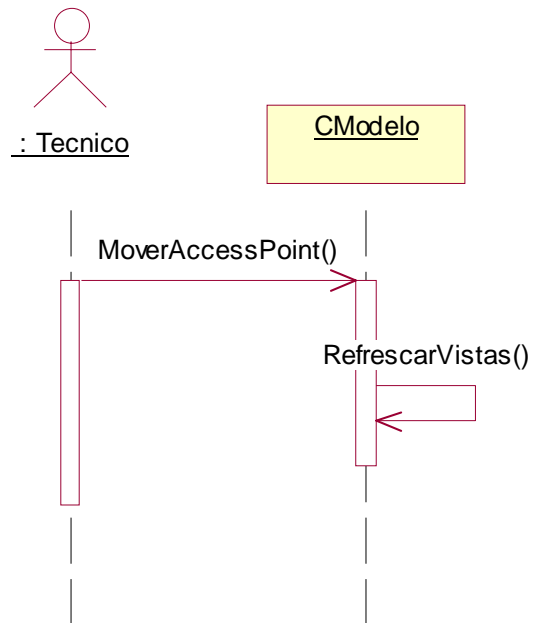 : Tecnico
CModelo
MoverAccessPoint()
RefrescarVistas()